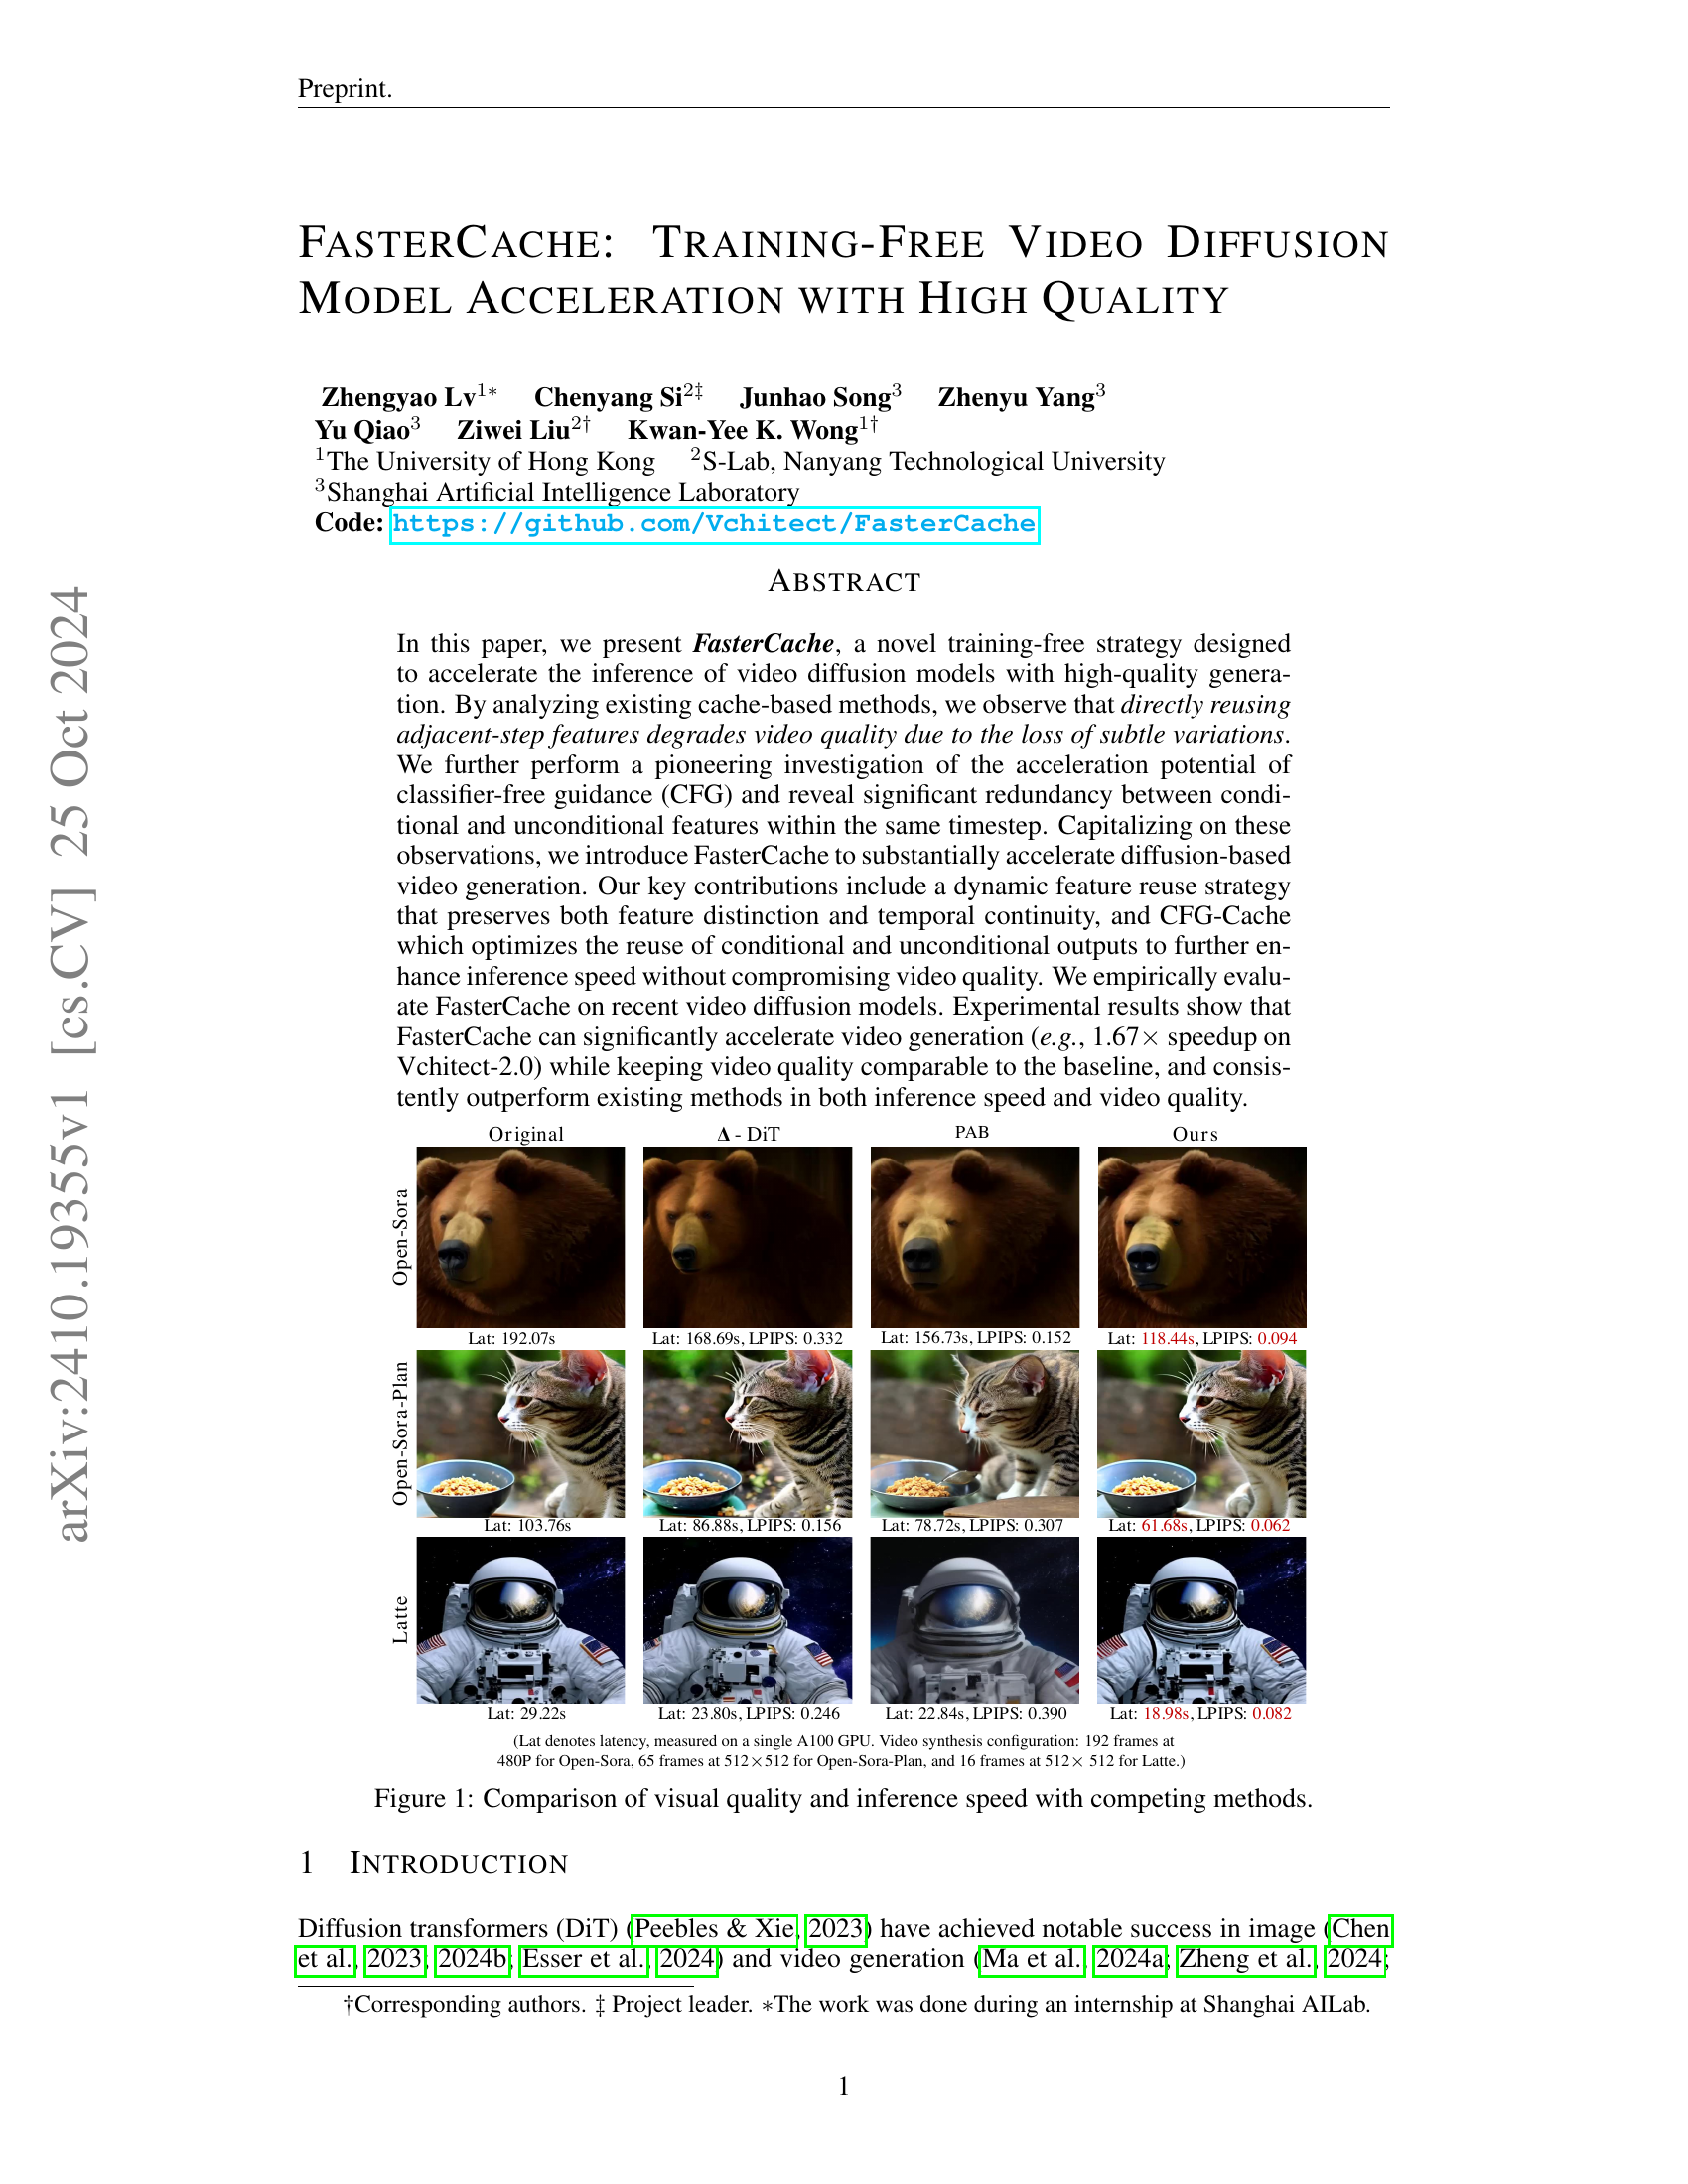 Preprint.
FASTERCACHE: TRAINING-FREE VIDEO DIFFUSION
MODEL ACCELERATION WITH HIGH QUALITY
Zhengyao Lv1∗ Chenyang Si2‡ Junhao Song3 Zhenyu Yang3
Yu Qiao3 Ziwei Liu2† Kwan-Yee K. Wong1†
1The University of Hong Kong 2S-Lab, Nanyang Technological University
3Shanghai Artificial Intelligence Laboratory
Code: https://github.com/Vchitect/FasterCache
ABSTRACT
In this paper, we present FasterCache, a novel training-free strategy designed
to accelerate the inference of video diffusion models with high-quality genera-
tion. By analyzing existing cache-based methods, we observe that directly reusing
adjacent-step features degrades video quality due to the loss of subtle variations.
We further perform a pioneering investigation of the acceleration potential of
classifier-free guidance (CFG) and reveal significant redundancy between condi-
tional and unconditional features within the same timestep. Capitalizing on these
observations, we introduce FasterCache to substantially accelerate diffusion-based
video generation. Our key contributions include a dynamic feature reuse strategy
that preserves both feature distinction and temporal continuity, and CFG-Cache
which optimizes the reuse of conditional and unconditional outputs to further en-
hance inference speed without compromising video quality. We empirically evalu-
ate FasterCache on recent video diffusion models. Experimental results show that
FasterCache can significantly accelerate video generation (e.g., 1.67× speedup on
Vchitect-2.0) while keeping video quality comparable to the baseline, and consis-
tently outperform existing methods in both inference speed and video quality.
Original Δ - DiT PAB Ours
Open-Sora
Lat: 192.07s Lat: 168.69s, LPIPS: 0.332 Lat: 156.73s, LPIPS: 0.152 Lat: 118.44s, LPIPS: 0.094
Open-Sora-Plan
Lat: 103.76s Lat: 86.88s, LPIPS: 0.156 Lat: 78.72s, LPIPS: 0.307 Lat: 61.68s, LPIPS: 0.062
Latte
Lat: 29.22s Lat: 23.80s, LPIPS: 0.246 Lat: 22.84s, LPIPS: 0.390 Lat: 18.98s, LPIPS: 0.082
(Lat denotes latency, measured on a single A100 GPU. Video synthesis configuration: 192 frames at
480P for Open-Sora, 65 frames at 512×512 for Open-Sora-Plan, and 16 frames at 512× 512 for Latte.)
Figure 1: Comparison of visual quality and inference speed with competing methods.
1 INTRODUCTION
Diffusion transformers (DiT) (Peebles & Xie, 2023) have achieved notable success in image (Chen
et al., 2023; 2024b; Esser et al., 2024) and video generation (Ma et al., 2024a; Zheng et al., 2024;
†Corresponding authors. ‡ Project leader. ∗The work was done during an internship at Shanghai AILab.
1
arXiv:2410.19355v1 [cs.CV] 25 Oct 2024